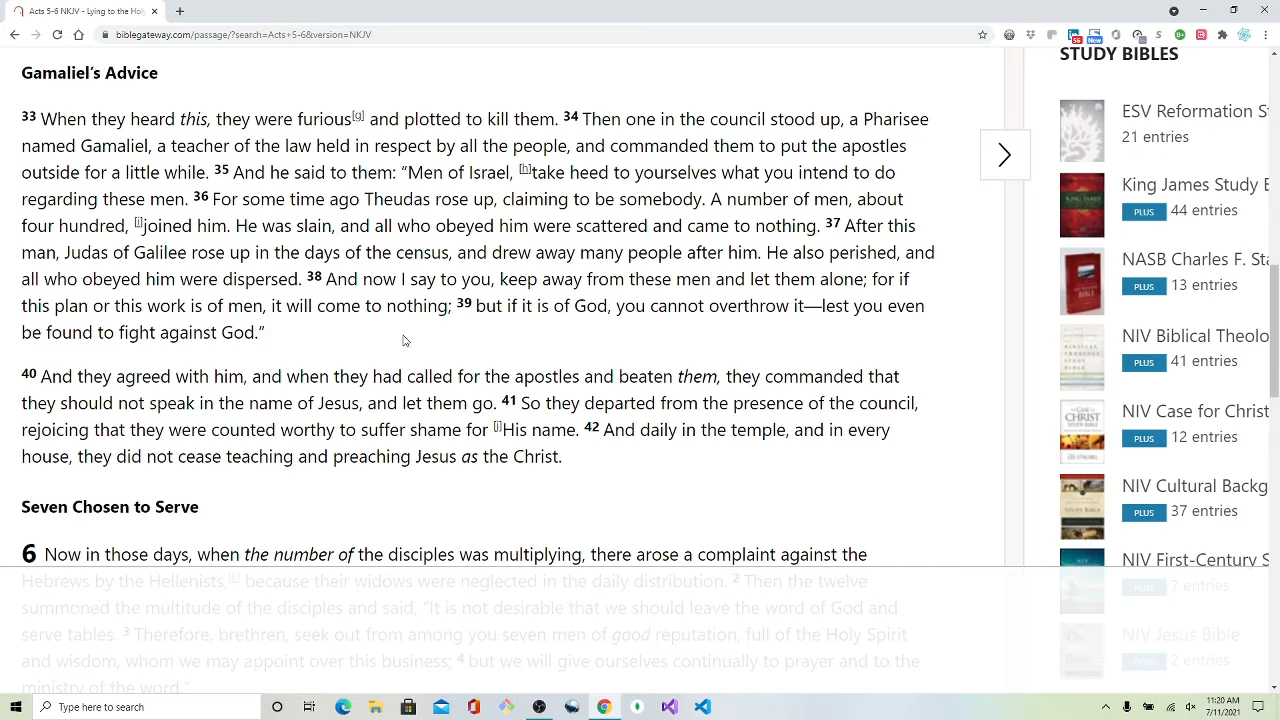 Acts 5-6 NKJV - Lying to the Hol
biblegateway.com/passage/?search=Acts+5-6&version=NKJV
56
New
Gamaliel's Advice
33 When they heard this, they were furious[g] and plotted to kill them. 34 Then one in the council stood up, a Pharisee
named Gamaliel, a teacher of the law held in respect by all the people, and commanded them to put the apostles
outside for a little while. 35 And he said to them: "Men of Israel, [h]take heed to yourselves what you intend to do
regarding these men. 36 For some time ago Theudas rose up, claiming to be somebody. A number of men, about
four hundred, [i]joined him. He was slain, and all who obeyed him were scattered and came to nothing. 37 After this
man, Judas of Galilee rose up in the days of the census, and drew away many people after him. He also perished, and
all who obeyed him were dispersed. 38 And now I say to you, keep away from these men and let them alone; for if
this plan or this work is of men, it will come to nothing; 39 but if it is of God, you cannot overthrow it—lest you even
be found to fight against God."
40 And they agreed with him, and when they had called for the apostles and beaten them, they commanded that
they should not speak in the name of Jesus, and let them go. 41 So they departed from the presence of the council,
rejoicing that they were counted worthy to suffer shame for [j]His name. 42 And daily in the temple, and in every
house, they did not cease teaching and preaching Jesus as the Christ.
Seven Chosen to Serve
6 Now in those days, when the number of the disciples was multiplying, there arose a complaint against the
Hebrews by the Hellenists, because their widows were neglected in the daily distribution. 2 Then the twelve
summoned the multitude of the disciples and said, "It is not desirable that we should leave the word of God and
serve tables. 3 Therefore, brethren, seek out from among you seven men of good reputation, full of the Holy Spirit
and wisdom, whom we may appoint over this business; 4 but we will give ourselves continually to prayer and to the
ministry of the word."
STUDY BIBLES
ESV Reformation St
21 entries
King James Study B
PLUS 44 entries
NASB Charles F. Sta
PLUS 13 entries
NIV Biblical Theolo
PLUS 41 entries
NIV Case for Chris
PLUS 12 entries
NIV Cultural Backg
PLUS 37 entries
NIV First-Century S
PLUS 7 entries
NIV Jesus Bible
PLUS 2 entries
Type here to search
11:20 AM
7/11/2021